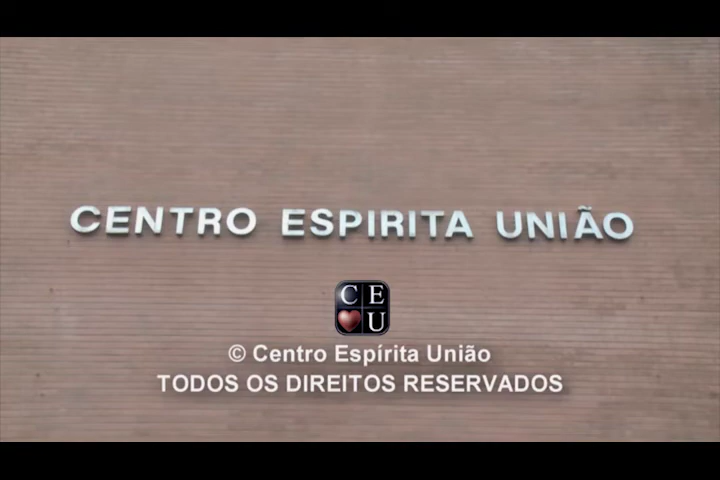 CENTRO ESPIRITA UNIÃO
C E
U
© Centro Espírita União
TODOS OS DIREITOS RESERVADOS